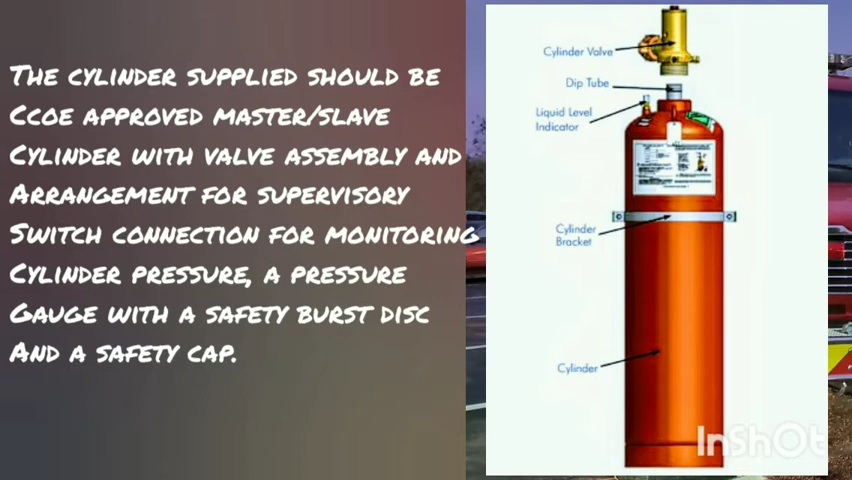 The cylinder supplied should be
Ccoe approved master/slave
Cylinder with valve assembly and
Arrangement for supervisory
Switch connection for monitoring
Cylinder pressure, a pressure
Gauge with a safety burst disc
And a safety cap.
Cylinder Valve
Dip Tube
Liquid Level
Indicator
Cylinder
Bracket
Cylinder
InShOt